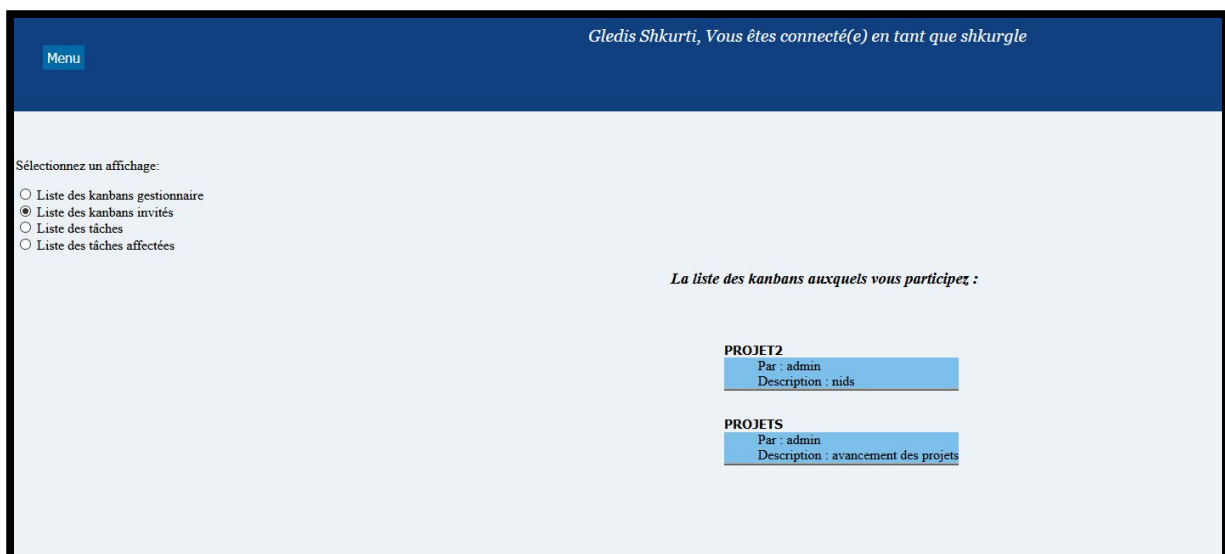 Gledis Shkurti, Vous êtes connecté(e) en tant que shkurgle
Menu
Sélectionnez un affichage:
Liste des kanbans gestionnaire
Liste des kanbans invités
Liste des tâches
Liste des tâches affectées
La liste des kanbans auxquels vous participez :
PROJET2
Par : admin
Description : nids
PROJETS
Par : admin
Description : avancement des projets